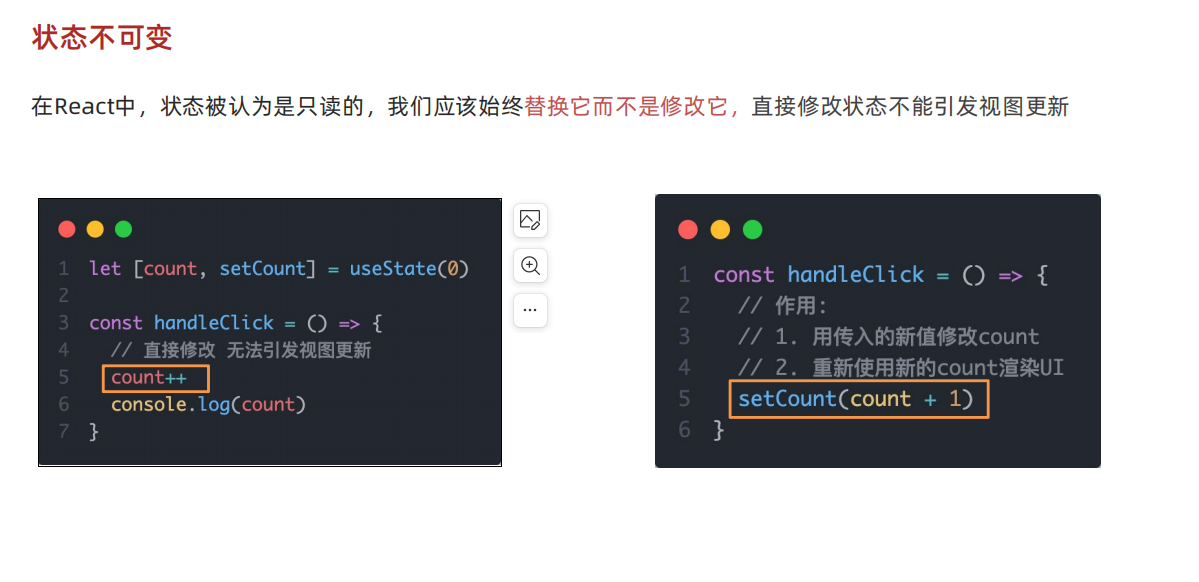 状态不可变
在React中，状态被认为是只读的，我们应该始终替换它而不是修改它，直接修改状态不能引发视图更新
1 let [count, setCount] = useState(0)
2
3 const handleClick = () => {
4   // 直接修改 无法引发视图更新
5   count++
6   console.log(count)
7 }
1 const handleClick = () => {
2   // 作用:
3   // 1. 用传入的新值修改count
4   // 2. 重新使用新的count渲染UI
5   setCount(count + 1)
6 }